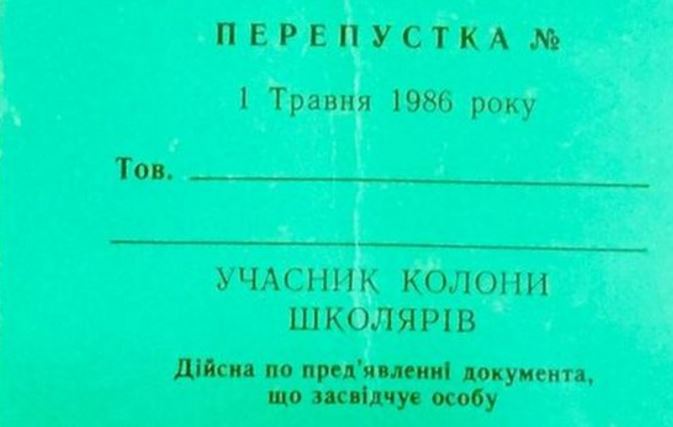 ПЕРЕПУСТКА №
1 Травня 1986 року
Тов.
УЧАСНИК КОЛОНИ
ШКОЛЯРІВ
Дійсна по пред'явленні документа,
що засвідчує особу